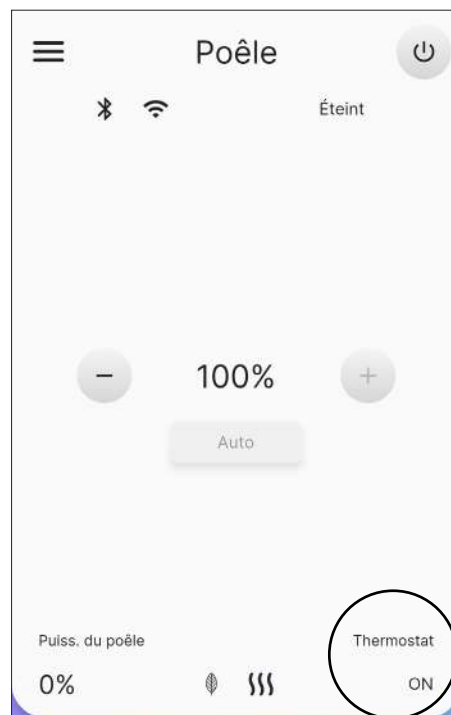 Poêle
Éteint
− 100% +
Auto
Puiss. du poêle Thermostat
0% ON